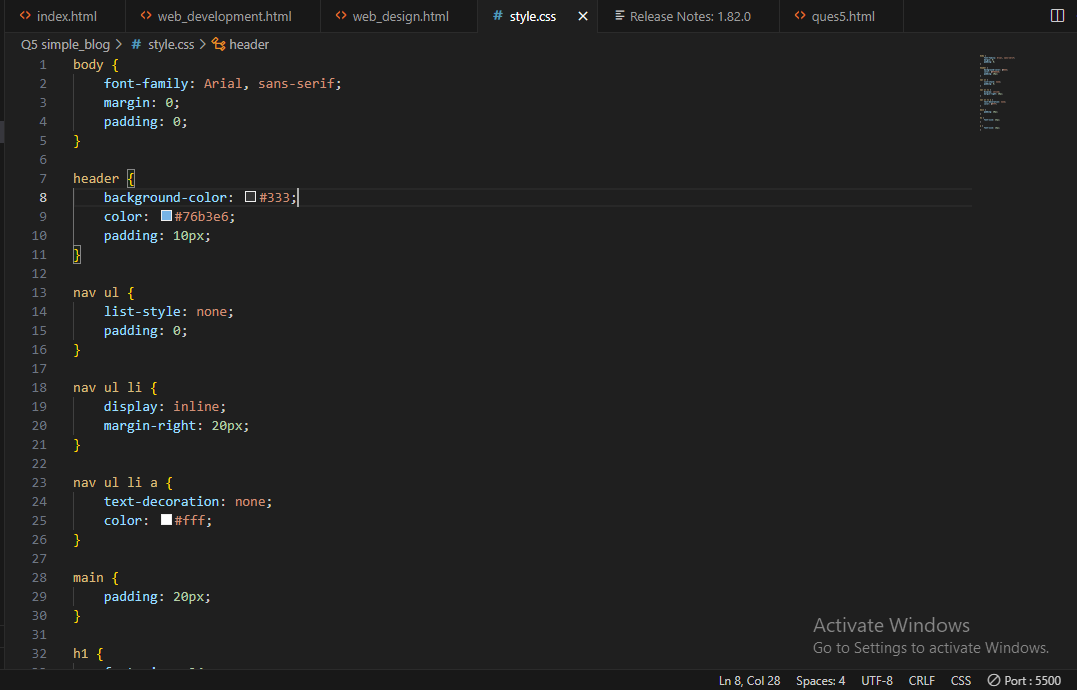 index.html web_development.html web_design.html # style.css Release Notes: 1.82.0 ques5.html
Q5 simple_blog > # style.css > header
1 body {
2 font-family: Arial, sans-serif;
3 margin: 0;
4 padding: 0;
5 }
6
7 header {
8 background-color: #333;
9 color: #76b3e6;
10 padding: 10px;
11 }
12
13 nav ul {
14 list-style: none;
15 padding: 0;
16 }
17
18 nav ul li {
19 display: inline;
20 margin-right: 20px;
21 }
22
23 nav ul li a {
24 text-decoration: none;
25 color: #fff;
26 }
27
28 main {
29 padding: 20px;
30 }
31
32 h1 {
Activate Windows
Go to Settings to activate Windows.
Ln 8, Col 28 Spaces: 4 UTF-8 CRLF CSS Port : 5500